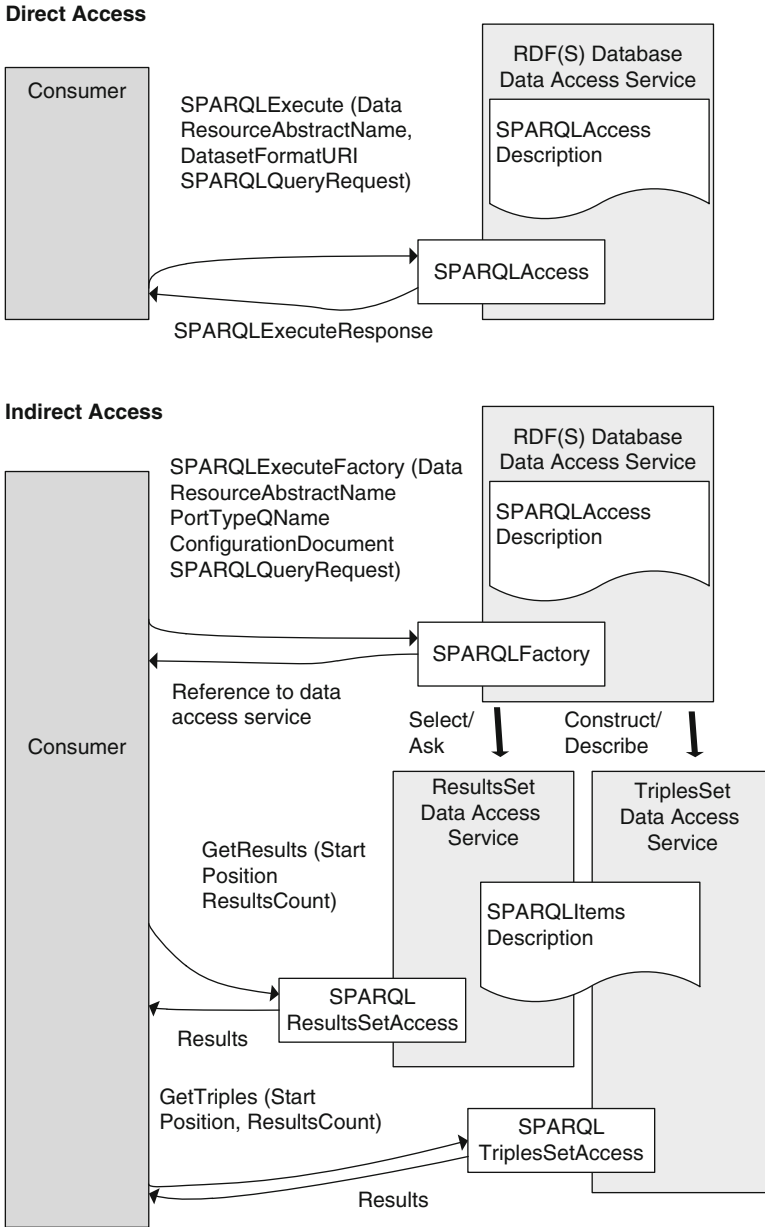 Direct Access
Consumer
SPARQLExecute (Data
ResourceAbstractName,
DatasetFormatURI
SPARQLQueryRequest)
RDF(S) Database
Data Access Service
SPARQLAccess
Description
SPARQLAccess
SPARQLExecuteResponse
Indirect Access
SPARQLExecuteFactory (Data
ResourceAbstractName
PortTypeQName
ConfigurationDocument
SPARQLQueryRequest)
RDF(S) Database
Data Access Service
SPARQLAccess
Description
SPARQLFactory
Reference to data
access service
Consumer
Select/
Ask
Construct/
Describe
ResultsSet
Data Access
Service
TriplesSet
Data Access
Service
GetResults (Start
Position
ResultsCount)
SPARQLItems
Description
SPARQL
ResultsSetAccess
Results
GetTriples (Start
Position, ResultsCount)
SPARQL
TriplesSetAccess
Results